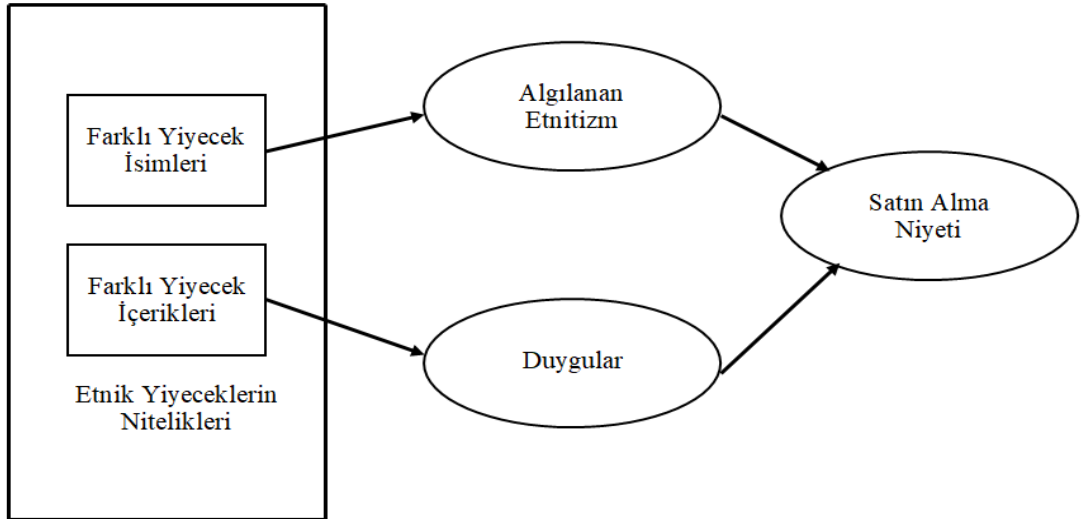 Farklı Yiyecek
İsimleri
Farklı Yiyecek
İçerikleri
Etnik Yiyeceklerin
Nitelikleri
Algılanan
Etnitizm
Duygular
Satın Alma
Niyeti